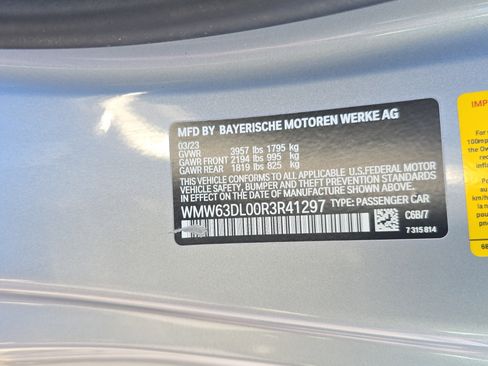 MFD BY BAYERISCHE MOTOREN WERKE AG
03/23
GVWR 3957 lbs 1795 kg
GAWR FRONT 2194 lbs 995 kg
GAWR REAR 1819 lbs 825 kg
THIS VEHICLE CONFORMS TO ALL APPLICABLE U.S. FEDERAL MOTOR
VEHICLE SAFETY, BUMPER, AND THEFT PREVENTION STANDARDS
IN EFFECT ON THE DATE OF MANUFACTURE SHOWN ABOVE.
WMW63DL00R3R41297 TYPE: PASSENGER CAR
C6B/7
7 315 814